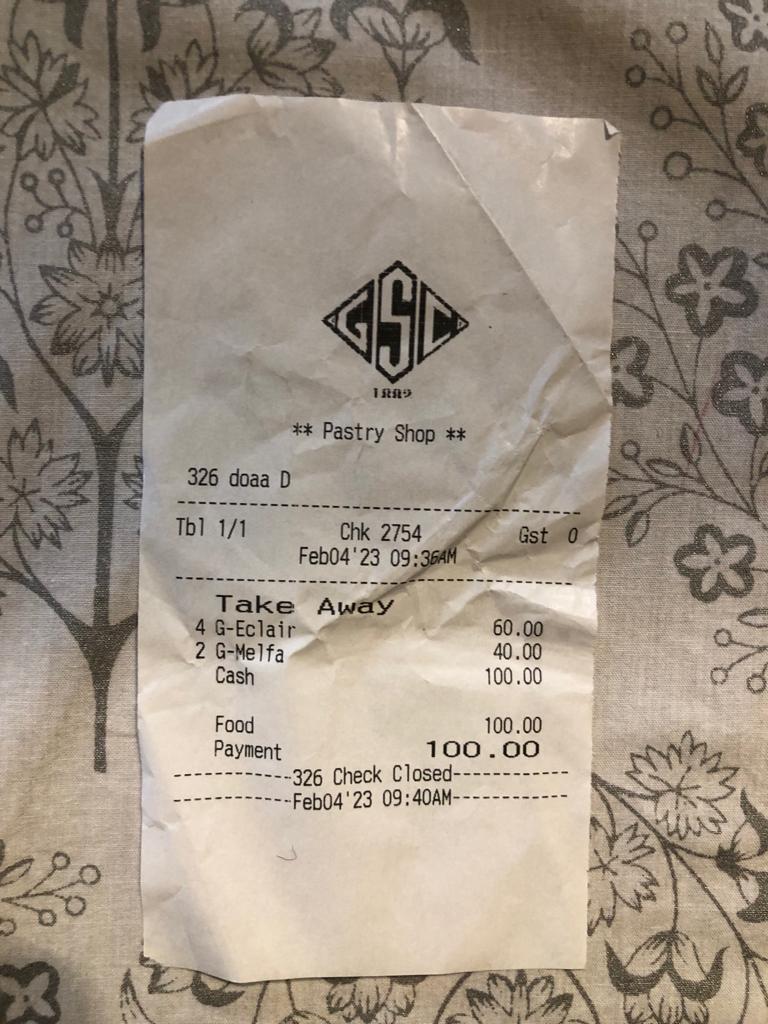 GSC
1882
** Pastry Shop **
326 doaa D
Tbl 1/1 Chk 2754 Gst 0
Feb04'23 09:36AM
Take Away
4 G-Eclair 60.00
2 G-Melfa 40.00
Cash 100.00
Food 100.00
Payment 100.00
-----------326 Check Closed-----------
-----------Feb04'23 09:40AM-----------